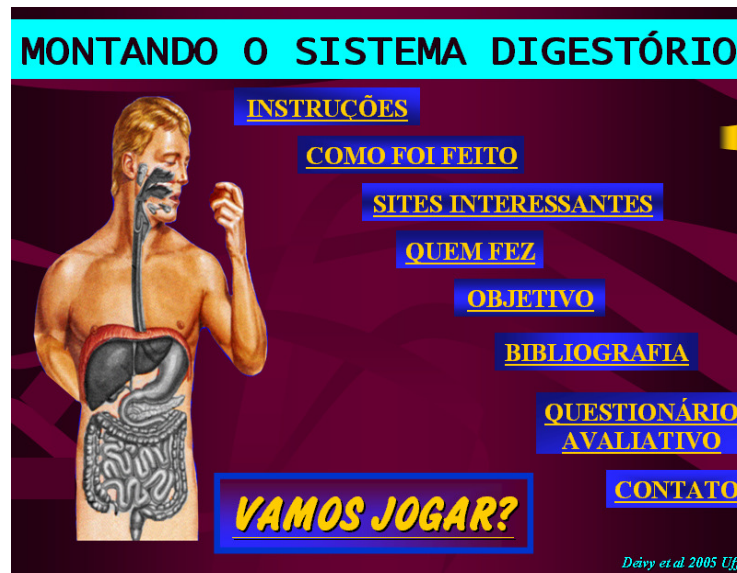 MONTANDO O SISTEMA DIGESTÓRIO
INSTRUÇÕES
COMO FOI FEITO
SITES INTERESSANTES
QUEM FEZ
OBJETIVO
BIBLIOGRAFIA
QUESTIONÁRIO
AVALIATIVO
CONTATO
VAMOS JOGAR?
Deivy et al 2005